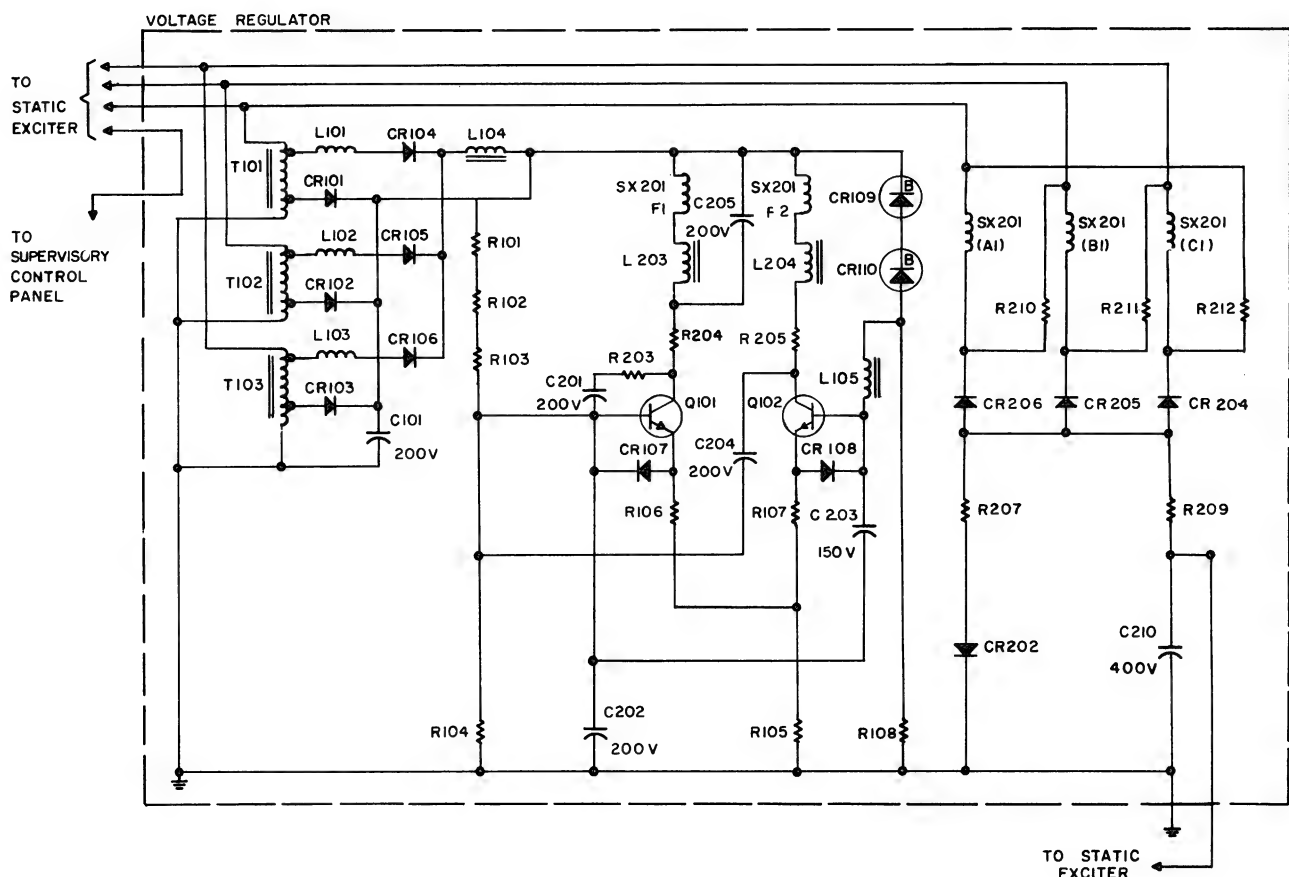 VOLTAGE REGULATOR
TO
STATIC
EXCITER
TO
SUPERVISORY
CONTROL
PANEL
T101
L101
CR104
L104
CR101
T102
L102
CR105
CR102
T103
L103
CR106
CR103
C101
200V
R101
R102
R103
R104
SX201
F1
C205
200V
SX201
F2
L203
L204
R204
R205
R203
C201
200V
Q101
Q102
L105
C204
200V
CR107
CR108
R106
R107
C203
150V
C202
200V
R105
R108
B
CR109
B
CR110
SX201
(A1)
SX201
(B1)
SX201
(C1)
R210
R211
R212
CR206
CR205
CR204
R207
R209
CR202
C210
400V
TO STATIC
EXCITER